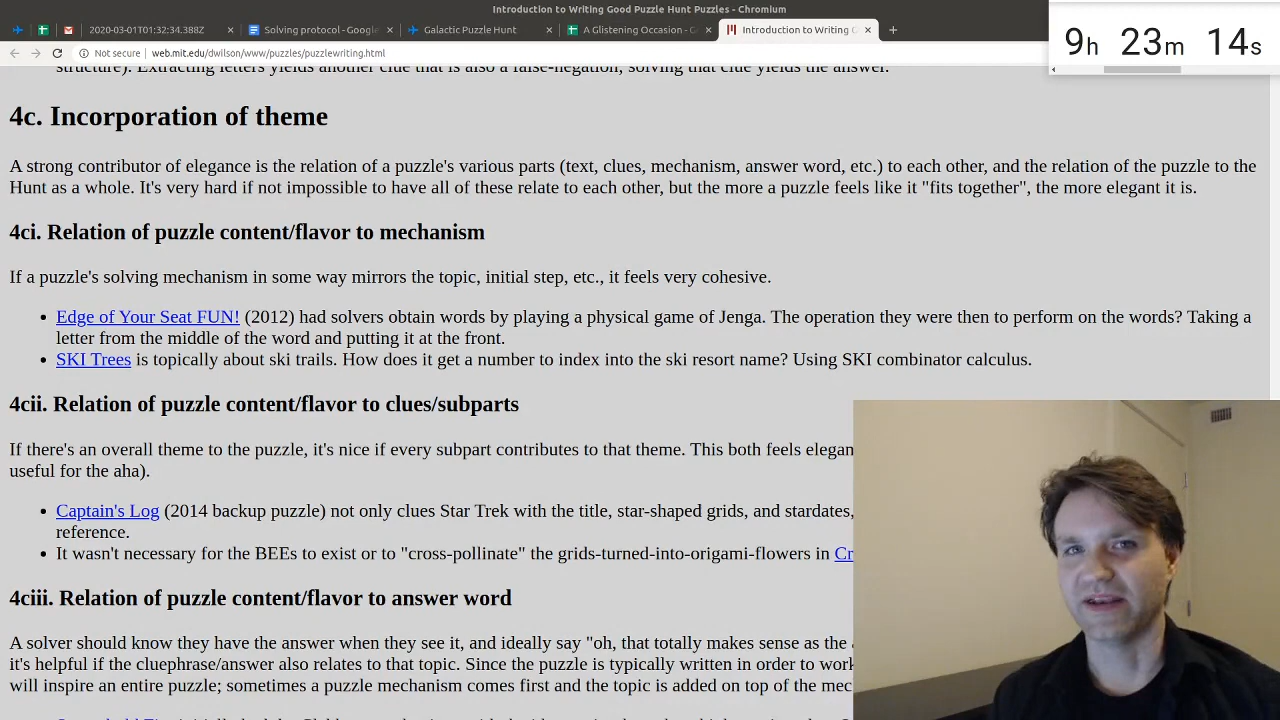 Introduction to Writing Good Puzzle Hunt Puzzles - Chromium
2020-03-01T01:32:34.388Z
Solving protocol - Google
Galactic Puzzle Hunt
A Glistening Occasion - G
Introduction to Writing G
Not secure | web.mit.edu/dwilson/www/puzzles/puzzlewriting.html
9h 23m 14s
structure). Extracting letters yields another clue that is also a false-negation, solving that clue yields the answer.
4c. Incorporation of theme
A strong contributor of elegance is the relation of a puzzle's various parts (text, clues, mechanism, answer word, etc.) to each other, and the relation of the puzzle to the
Hunt as a whole. It's very hard if not impossible to have all of these relate to each other, but the more a puzzle feels like it "fits together", the more elegant it is.
4ci. Relation of puzzle content/flavor to mechanism
If a puzzle's solving mechanism in some way mirrors the topic, initial step, etc., it feels very cohesive.
• Edge of Your Seat FUN! (2012) had solvers obtain words by playing a physical game of Jenga. The operation they were then to perform on the words? Taking a
letter from the middle of the word and putting it at the front.
• SKI Trees is topically about ski trails. How does it get a number to index into the ski resort name? Using SKI combinator calculus.
4cii. Relation of puzzle content/flavor to clues/subparts
If there's an overall theme to the puzzle, it's nice if every subpart contributes to that theme. This both feels elegan
useful for the aha).
• Captain's Log (2014 backup puzzle) not only clues Star Trek with the title, star-shaped grids, and stardates,
reference.
• It wasn't necessary for the BEEs to exist or to "cross-pollinate" the grids-turned-into-origami-flowers in Cr
4ciii. Relation of puzzle content/flavor to answer word
A solver should know they have the answer when they see it, and ideally say "oh, that totally makes sense as the
it's helpful if the cluephrase/answer also relates to that topic. Since the puzzle is typically written in order to work
will inspire an entire puzzle; sometimes a puzzle mechanism comes first and the topic is added on top of the mec